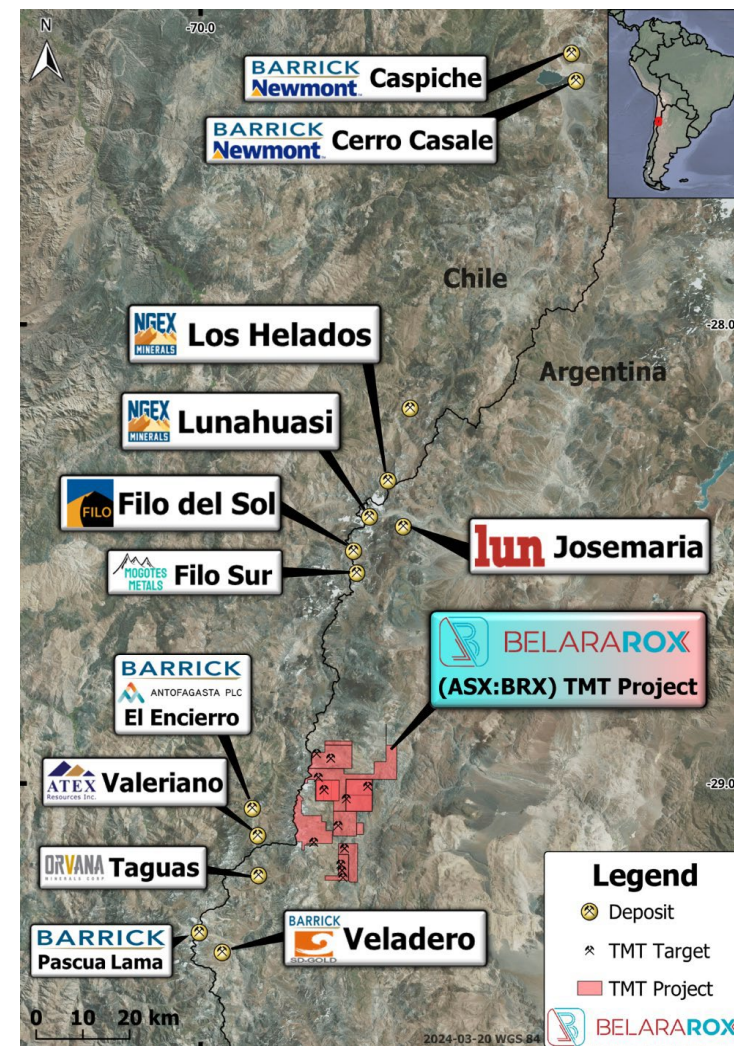 N
-70.0
BARRICK
Newmont™ Caspiche
BARRICK
Newmont™ Cerro Casale
Chile
-28.0
NGEX
MINERALS
Los Helados
Argentina
NGEX
MINERALS
Lunahuasi
FILO Filo del Sol
lun Josemaria
MOGOTES
METALS
Filo Sur
BELARAROX
(ASX:BRX) TMT Project
BARRICK
ANTOFAGASTA PLC
El Encierro
ATEX
Resources Inc.
Valeriano
-29.0
ORVANA
MINERALS CORP
Taguas
BARRICK
Pascua Lama
BARRICK
SD-GOLD
Veladero
Legend
Deposit
TMT Target
TMT Project
0 10 20 km
2024-03-20 WGS 84
BELARAROX